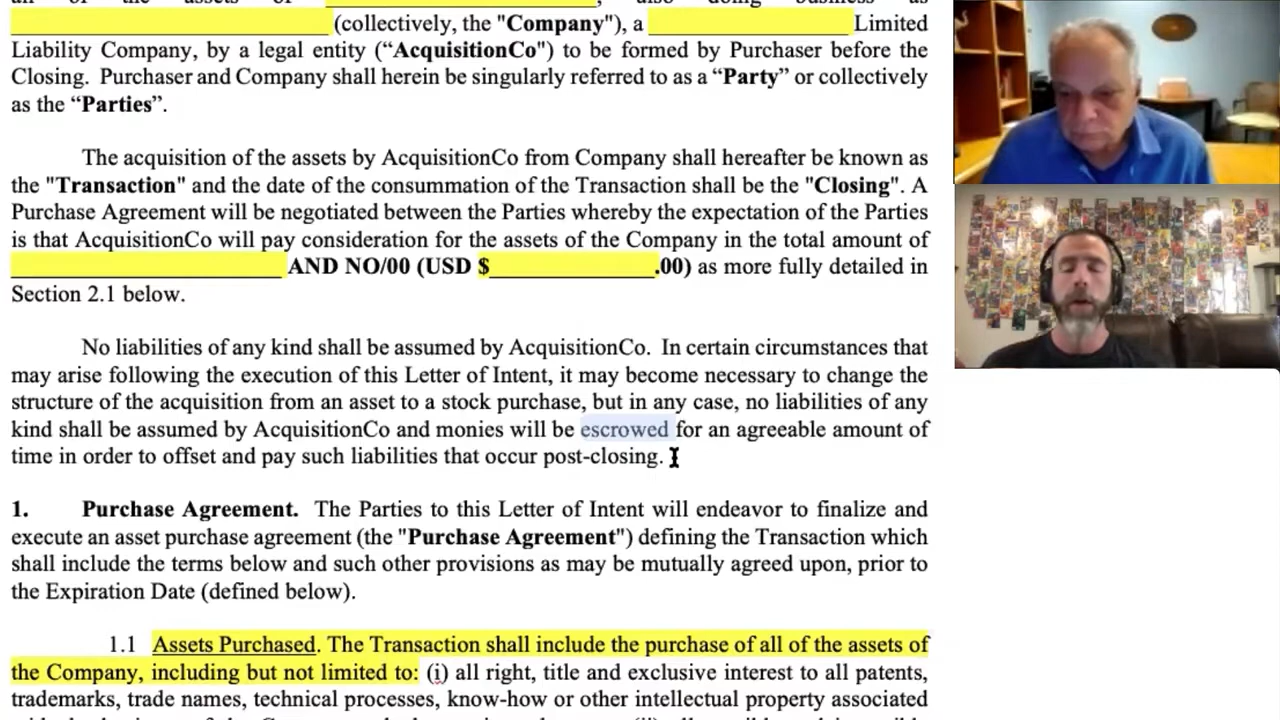 all of the assets of , also doing business as
(collectively, the "Company"), a Limited
Liability Company, by a legal entity (“AcquisitionCo") to be formed by Purchaser before the
Closing. Purchaser and Company shall herein be singularly referred to as a “Party” or collectively
as the “Parties”.
The acquisition of the assets by AcquisitionCo from Company shall hereafter be known as
the "Transaction" and the date of the consummation of the Transaction shall be the "Closing". A
Purchase Agreement will be negotiated between the Parties whereby the expectation of the Parties
is that AcquisitionCo will pay consideration for the assets of the Company in the total amount of
AND NO/00 (USD $ .00) as more fully detailed in
Section 2.1 below.
No liabilities of any kind shall be assumed by AcquisitionCo. In certain circumstances that
may arise following the execution of this Letter of Intent, it may become necessary to change the
structure of the acquisition from an asset to a stock purchase, but in any case, no liabilities of any
kind shall be assumed by AcquisitionCo and monies will be escrowed for an agreeable amount of
time in order to offset and pay such liabilities that occur post-closing.
1. Purchase Agreement. The Parties to this Letter of Intent will endeavor to finalize and
execute an asset purchase agreement (the "Purchase Agreement") defining the Transaction which
shall include the terms below and such other provisions as may be mutually agreed upon, prior to
the Expiration Date (defined below).
1.1 Assets Purchased. The Transaction shall include the purchase of all of the assets of
the Company, including but not limited to: (i) all right, title and exclusive interest to all patents,
trademarks, trade names, technical processes, know-how or other intellectual property associated